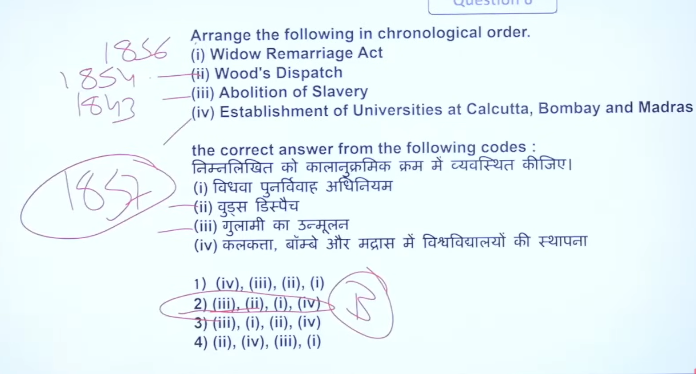 Question 6
Arrange the following in chronological order.
1856 (i) Widow Remarriage Act
1854 (ii) Wood's Dispatch
1843 (iii) Abolition of Slavery
(iv) Establishment of Universities at Calcutta, Bombay and Madras
the correct answer from the following codes :
निम्नलिखित को कालानुक्रमिक क्रम में व्यवस्थित कीजिए।
1857
(i) विधवा पुनर्विवाह अधिनियम
(ii) वुड्स डिस्पैच
(iii) गुलामी का उन्मूलन
(iv) कलकत्ता, बॉम्बे और मद्रास में विश्वविद्यालयों की स्थापना
1) (iv), (iii), (ii), (i)
2) (iii), (ii), (i), (iv) B
3) (iii), (i), (ii), (iv)
4) (ii), (iv), (iii), (i)